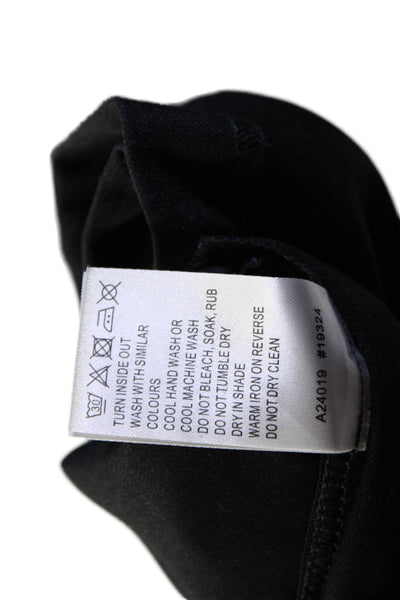 30
TURN INSIDE OUT
WASH WITH SIMILAR
COLOURS
COOL HAND WASH OR
COOL MACHINE WASH
DO NOT BLEACH, SOAK, RUB
DO NOT TUMBLE DRY
DRY IN SHADE
WARM IRON ON REVERSE
DO NOT DRY CLEAN
A24019 #19324